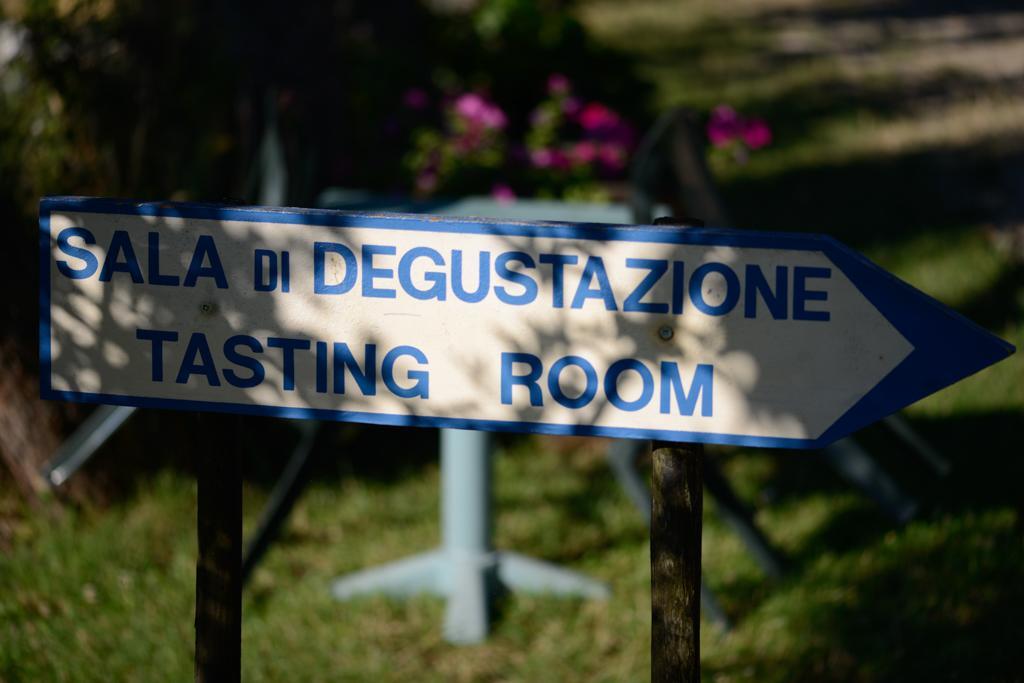 SALA DI DEGUSTAZIONE
TASTING ROOM